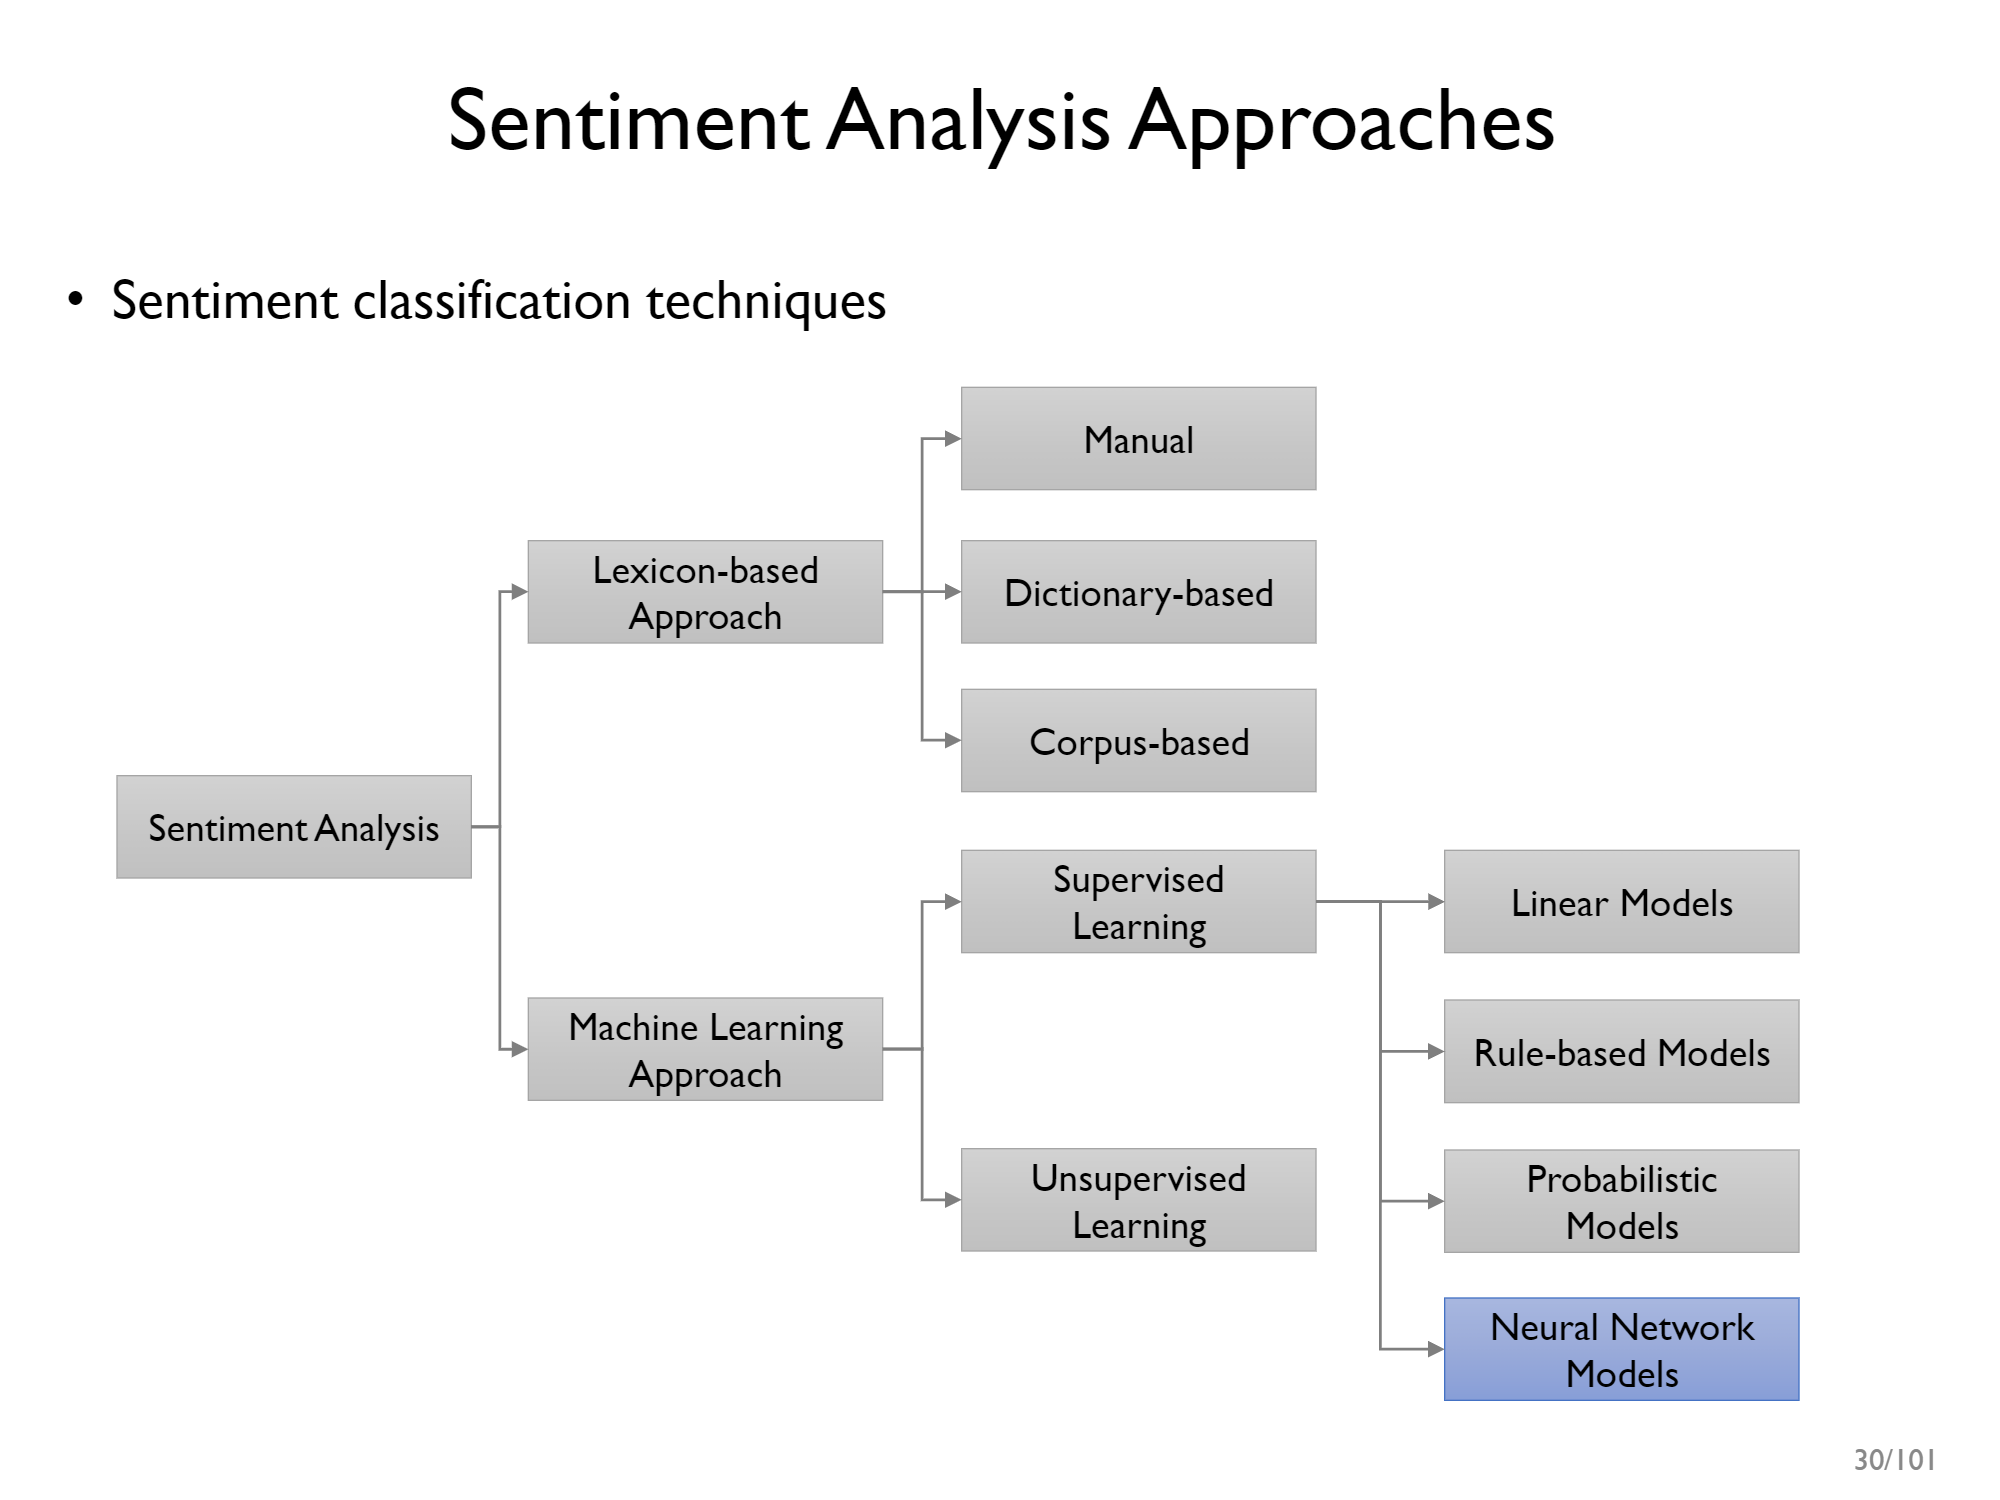 Sentiment Analysis Approaches
• Sentiment classification techniques
Manual
Lexicon-based
Approach
Dictionary-based
Corpus-based
Sentiment Analysis
Supervised
Learning
Linear Models
Machine Learning
Approach
Rule-based Models
Unsupervised
Learning
Probabilistic
Models
Neural Network
Models
30/101